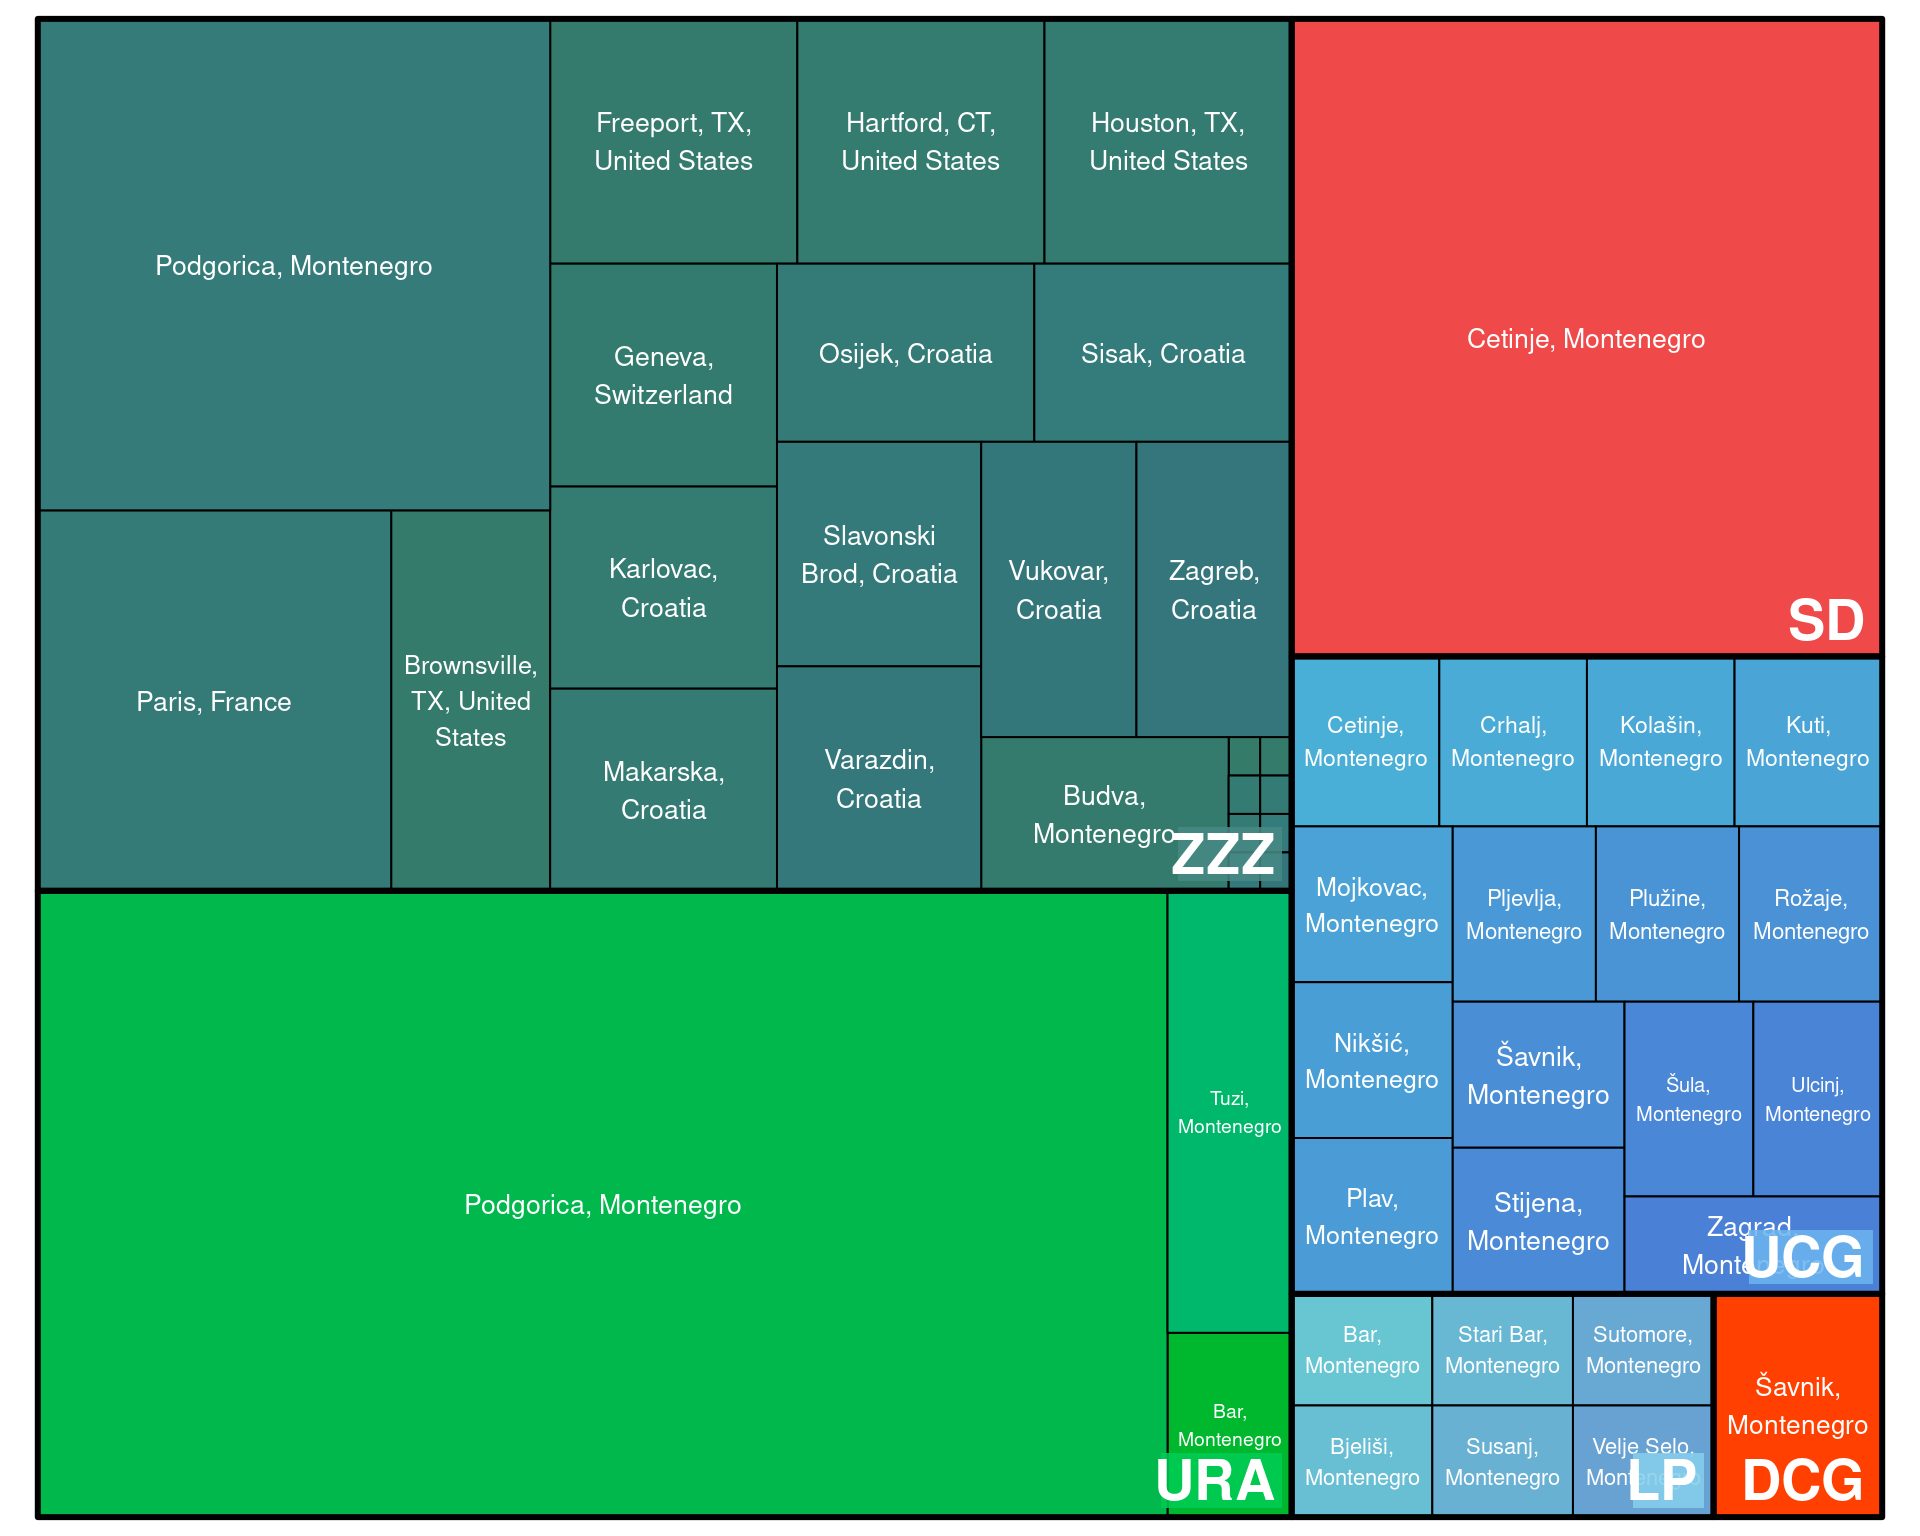 Podgorica, Montenegro
Freeport, TX,
United States
Hartford, CT,
United States
Houston, TX,
United States
Geneva,
Switzerland
Osijek, Croatia
Sisak, Croatia
Karlovac,
Croatia
Slavonski
Brod, Croatia
Vukovar,
Croatia
Zagreb,
Croatia
Paris, France
Brownsville,
TX, United
States
Makarska,
Croatia
Varazdin,
Croatia
Budva,
Montenegro
ZZZ
Cetinje, Montenegro
SD
Cetinje,
Montenegro
Crhalj,
Montenegro
Kolašin,
Montenegro
Kuti,
Montenegro
Mojkovac,
Montenegro
Pljevlja,
Montenegro
Plužine,
Montenegro
Rožaje,
Montenegro
Nikšić,
Montenegro
Šavnik,
Montenegro
Šula,
Montenegro
Ulcinj,
Montenegro
Plav,
Montenegro
Stijena,
Montenegro
Zagrad,
Montenegro
UCG
Podgorica, Montenegro
Tuzi,
Montenegro
Bar,
Montenegro
URA
Bar,
Montenegro
Stari Bar,
Montenegro
Sutomore,
Montenegro
Bjeliši,
Montenegro
Susanj,
Montenegro
Velje Selo,
Montenegro
LP
Šavnik,
Montenegro
DCG